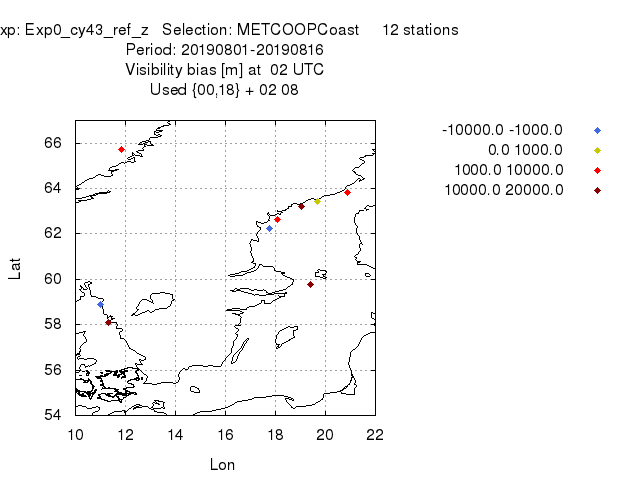 xp: Exp0_cy43_ref_z Selection: METCOOPCoast 12 stations
Period: 20190801-20190816
Visibility bias [m] at 02 UTC
Used {00,18} + 02 08
-10000.0 -1000.0
0.0 1000.0
1000.0 10000.0
10000.0 20000.0
66
64
62
60
58
56
54
Lat
10 12 14 16 18 20 22
Lon